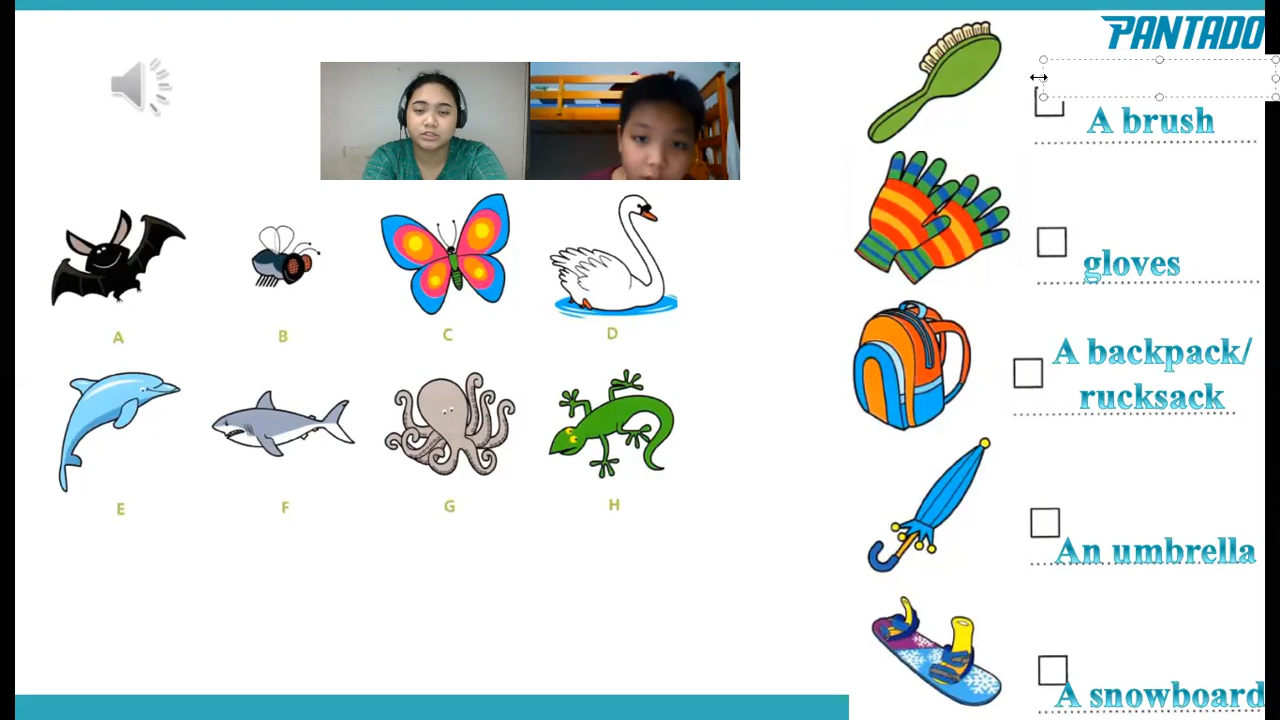 PANTADO
A brush
gloves
A backpack/
rucksack
An umbrella
A snowboard
A
B
C
D
E
F
G
H